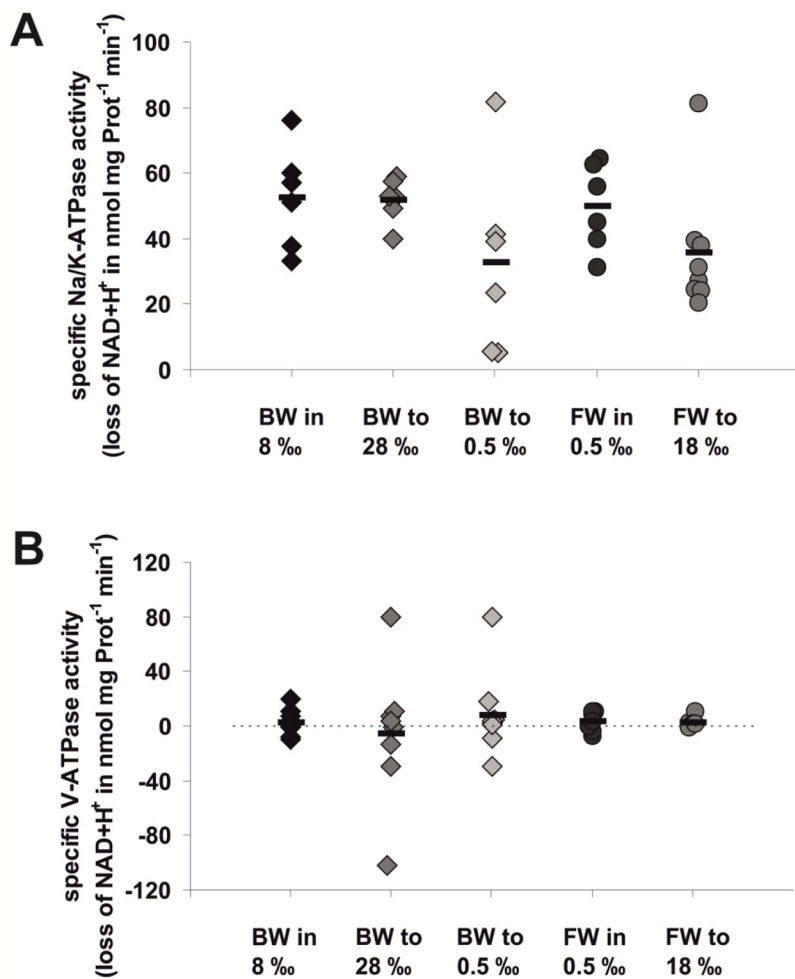 A
specific Na/K-ATPase activity
(loss of NAD+H⁺ in nmol mg Prot⁻¹ min⁻¹)
100
80
60
40
20
0
BW in
8 ‰
BW to
28 ‰
BW to
0.5 ‰
FW in
0.5 ‰
FW to
18 ‰
B
specific V-ATPase activity
(loss of NAD+H⁺ in nmol mg Prot⁻¹ min⁻¹)
120
80
40
0
-40
-80
-120
BW in
8 ‰
BW to
28 ‰
BW to
0.5 ‰
FW in
0.5 ‰
FW to
18 ‰